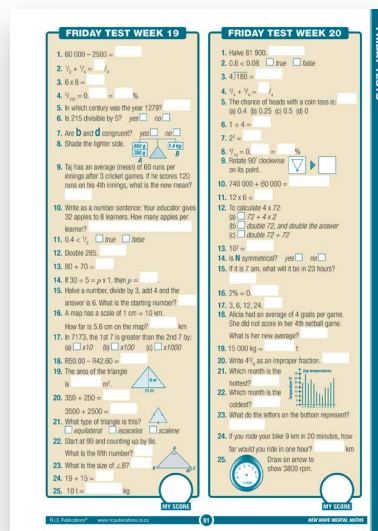 FRIDAY TEST WEEK 19
1. 60 000 – 2500 =
2. 1/2 + 1/4 = /4
3. 6 x 8 =
4. /100 = 0. = %
5. In which century was the year 1279?
6. Is 215 divisible by 5? yes no
7. Are b and d congruent? yes no
8. Shade the lighter side.
850 g
350 g
1.4 kg
A
B
9. Taj has an average (mean) of 60 runs per
innings after 3 cricket games. If he scores 120
runs on his 4th innings, what is the new mean?
10. Write as a number sentence: Your educator gives
32 apples to 8 learners. How many apples per
learner?
11. 0.4 < 1/2 true false
12. Double 285.
13. 80 + 70 =
14. If 30 ÷ 5 = p x 1, then p =
15. Halve a number, divide by 3, add 4 and the
answer is 6. What is the starting number?
16. A map has a scale of 1 cm = 10 km.
How far is 5.6 cm on the map? km
17. In 7173, the 1st 7 is greater than the 2nd 7 by:
(a) x10 (b) x100 (c) x1000
18. R50.00 – R42.60 =
19. The area of the triangle
is m².
20. 350 + 250 =
3500 + 2500 =
21. What type of triangle is this?
equilateral isosceles scalene
22. Start at 99 and counting up by 8s.
What is the fifth number?
23. What is the size of ∠B?
24. 19 + 15 =
25. 10 t = kg
MY SCORE
FRIDAY TEST WEEK 20
1. Halve 81 900.
2. 0.6 < 0.08 true false
3. 4)180 =
4. /4 + /4 = /4
5. The chance of heads with a coin toss is:
(a) 0.4 (b) 0.25 (c) 0.5 (d) 0
6. 1 ÷ 4 =
7. 2³ =
8. /10 = 0. = %
9. Rotate 90° clockwise
on its point.
10. 740 000 + 60 000 =
11. 12 x 6 =
12. To calculate 4 x 72:
(a) 72 + 4 x 2
(b) double 72, and double the answer
(c) double 72 + 72
13. 10² =
14. Is N symmetrical? yes no
15. If it is 7 am, what will it be in 23 hours?
16. 2% = 0.
17. 3, 6, 12, 24,
18. Alicia had an average of 4 goals per game.
She did not score in her 4th netball game.
What is her new average?
19. 15 000 kg = t
20. Write as an improper fraction.
21. Which month is the
hottest?
22. Which month is the
coldest?
23. What do the letters on the bottom represent?
24. If you rode your bike 9 km in 20 minutes, how
far would you ride in one hour? km
25. Draw an arrow to
show 3800 rpm.
MY SCORE
R.I.C. Publications® www.ricpublications.co.za
91
NEW WAVE MENTAL MATHS